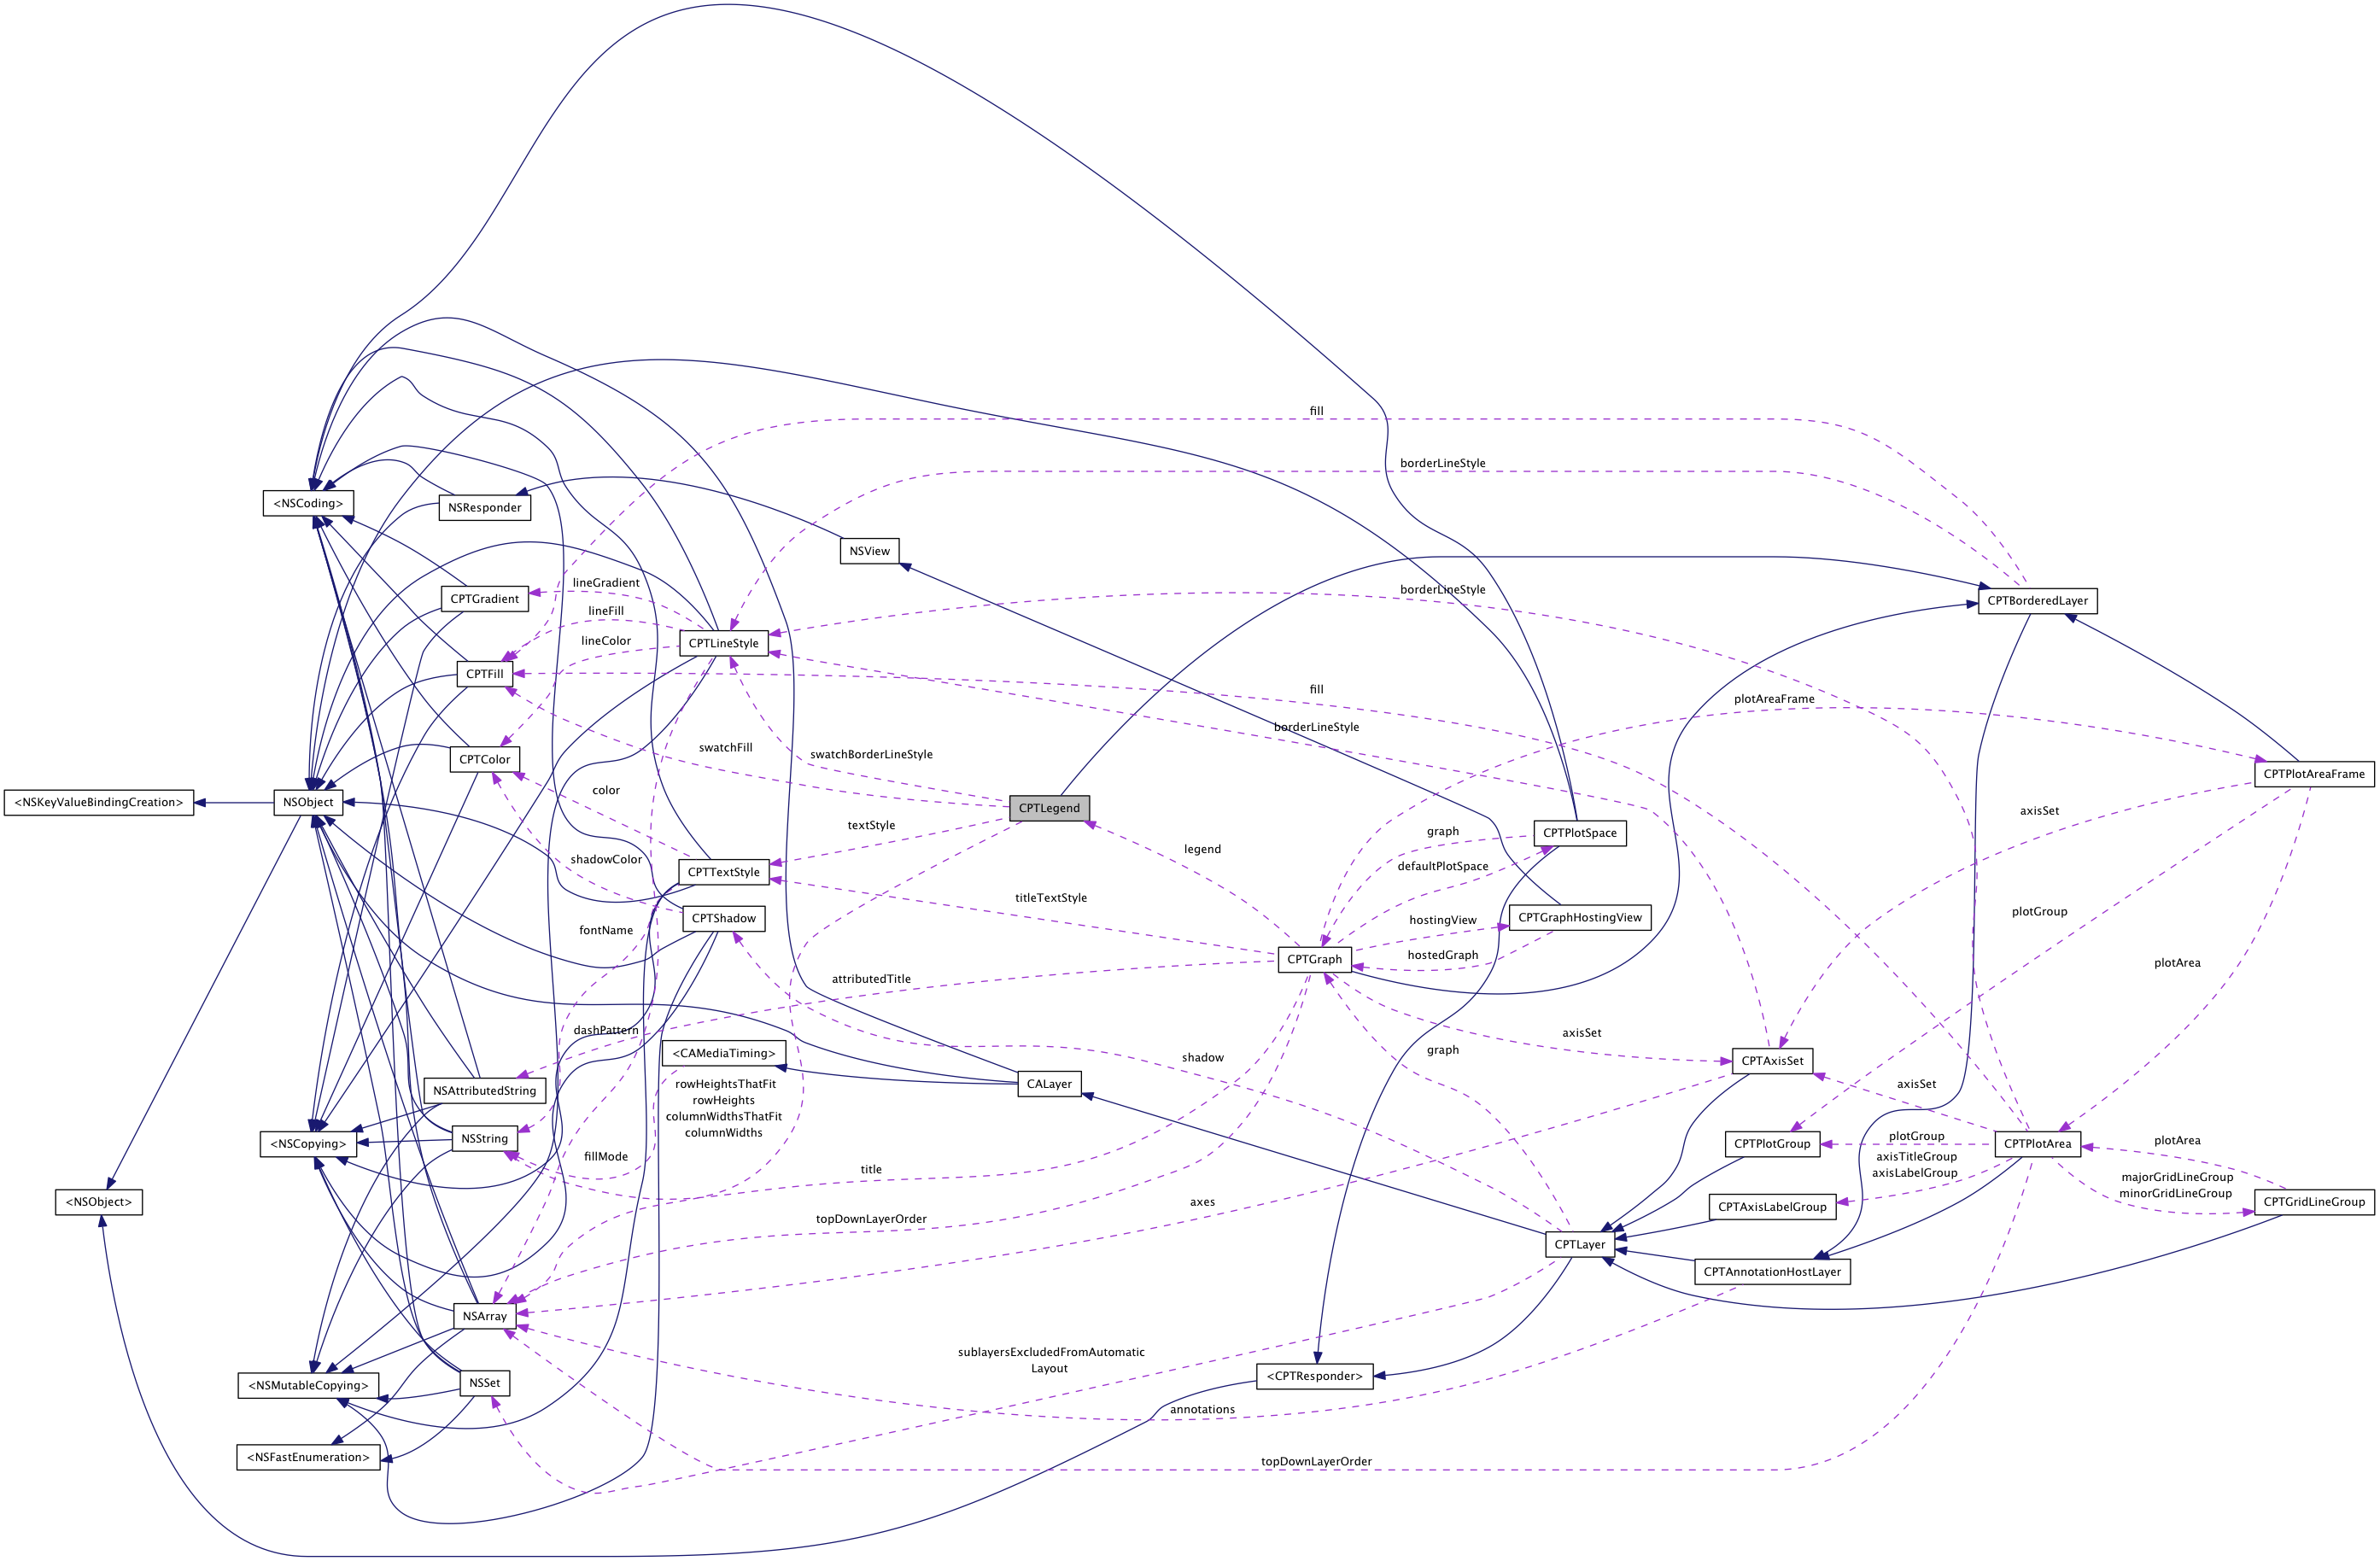 fill
borderLineStyle
<NSCoding>
NSResponder
NSView
lineGradient
borderLineStyle
CPTGradient
CPTBorderedLayer
lineFill
lineColor
CPTLineStyle
CPTFill
fill
plotAreaFrame
borderLineStyle
swatchFill
swatchBorderLineStyle
CPTColor
CPTPlotAreaFrame
<NSKeyValueBindingCreation>
NSObject
color
CPTLegend
axisSet
textStyle
graph
CPTPlotSpace
legend
shadowColor
defaultPlotSpace
CPTTextStyle
titleTextStyle
plotGroup
CPTShadow
hostingView
CPTGraphHostingView
fontName
hostedGraph
CPTGraph
plotArea
attributedTitle
dashPattern
axisSet
<CAMediaTiming>
shadow
graph
CPTAxisSet
NSAttributedString
rowHeightsThatFit
rowHeights
columnWidthsThatFit
columnWidths
CALayer
axisSet
<NSCopying>
NSString
CPTPlotGroup
plotGroup
CPTPlotArea
plotArea
fillMode
title
axisTitleGroup
axisLabelGroup
majorGridLineGroup
minorGridLineGroup
<NSObject>
axes
CPTAxisLabelGroup
CPTGridLineGroup
topDownLayerOrder
CPTLayer
CPTAnnotationHostLayer
NSArray
sublayersExcludedFromAutomatic
Layout
<NSMutableCopying>
NSSet
<CPTResponder>
annotations
<NSFastEnumeration>
topDownLayerOrder